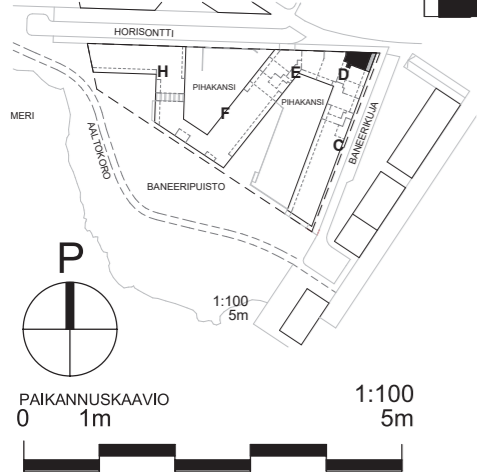 HORISONTTI
H
E
D
PIHAKANSI
PIHAKANSI
F
C
MERI
AALTOKORO
BANEERIKUJA
BANEERIPUISTO
P
1:100
5m
PAIKANNUSKAAVIO
1:100
0 1m 5m